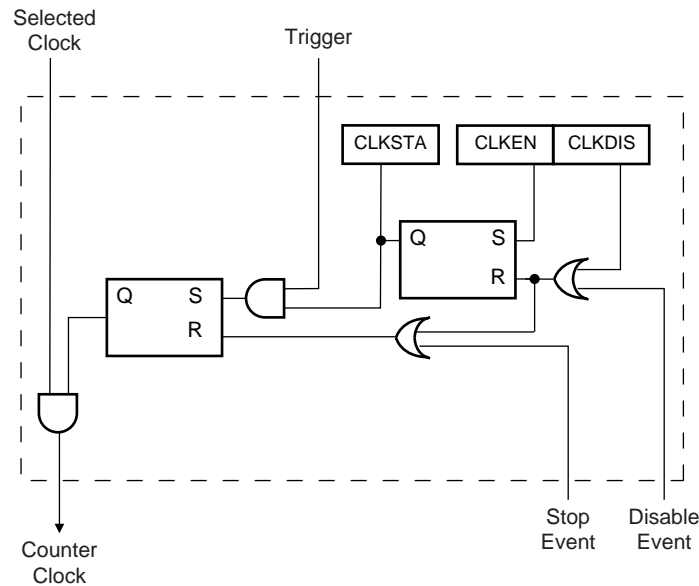 Selected
Clock
Trigger
CLKSTA
CLKEN
CLKDIS
Q
S
R
Q
S
R
Stop
Event
Disable
Event
Counter
Clock